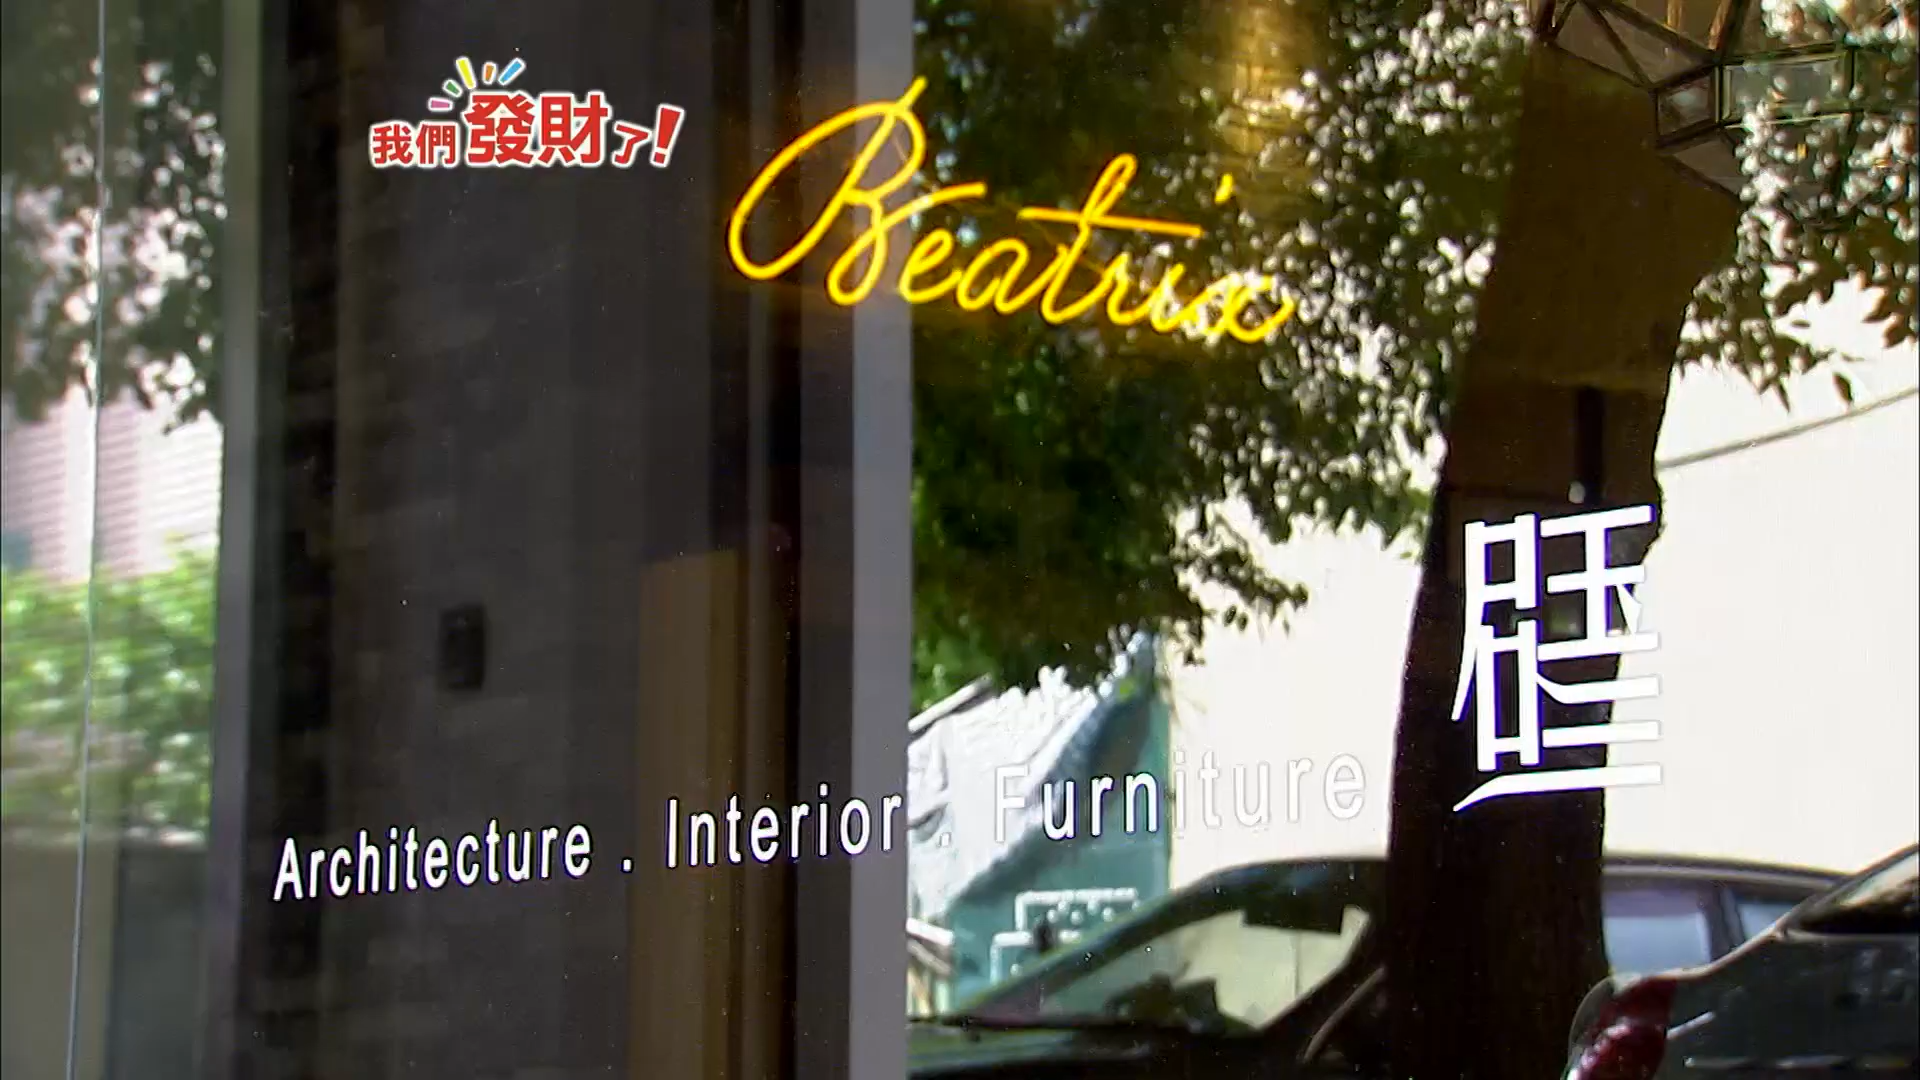 我們發財了!
Beatrix
Architecture . Interior . Furniture